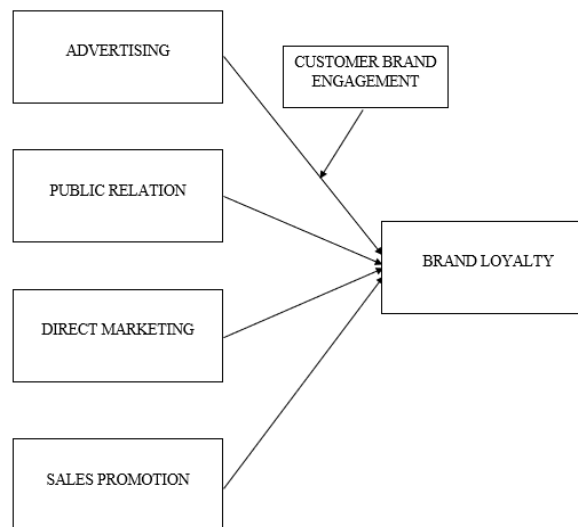 ADVERTISING
CUSTOMER BRAND
ENGAGEMENT
PUBLIC RELATION
BRAND LOYALTY
DIRECT MARKETING
SALES PROMOTION